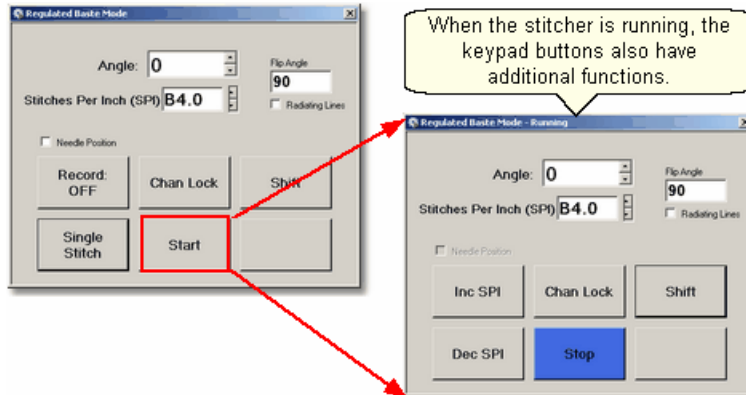 Regulated Baste Mode
Angle: 0
Flip Angle
90
Stitches Per Inch (SPI) B4.0
Radiating Lines
Needle Position
Record: OFF
Chan Lock
Shift
Single Stitch
Start
When the stitcher is running, the
keypad buttons also have
additional functions.
Regulated Baste Mode - Running
Angle: 0
Flip Angle
90
Stitches Per Inch (SPI) B4.0
Radiating Lines
Needle Position
Inc SPI
Chan Lock
Shift
Dec SPI
Stop